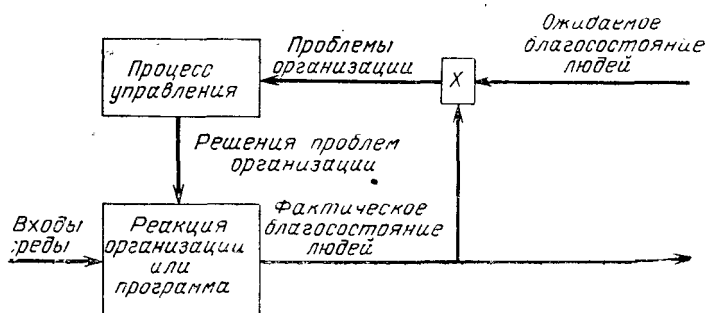 Ожидаемое
благосостояние
людей
Проблемы
организации
X
Процесс
управления
Решения проблем
организации
Входы
среды
Реакция
организации
или
программа
Фактическое
благосостояние
людей